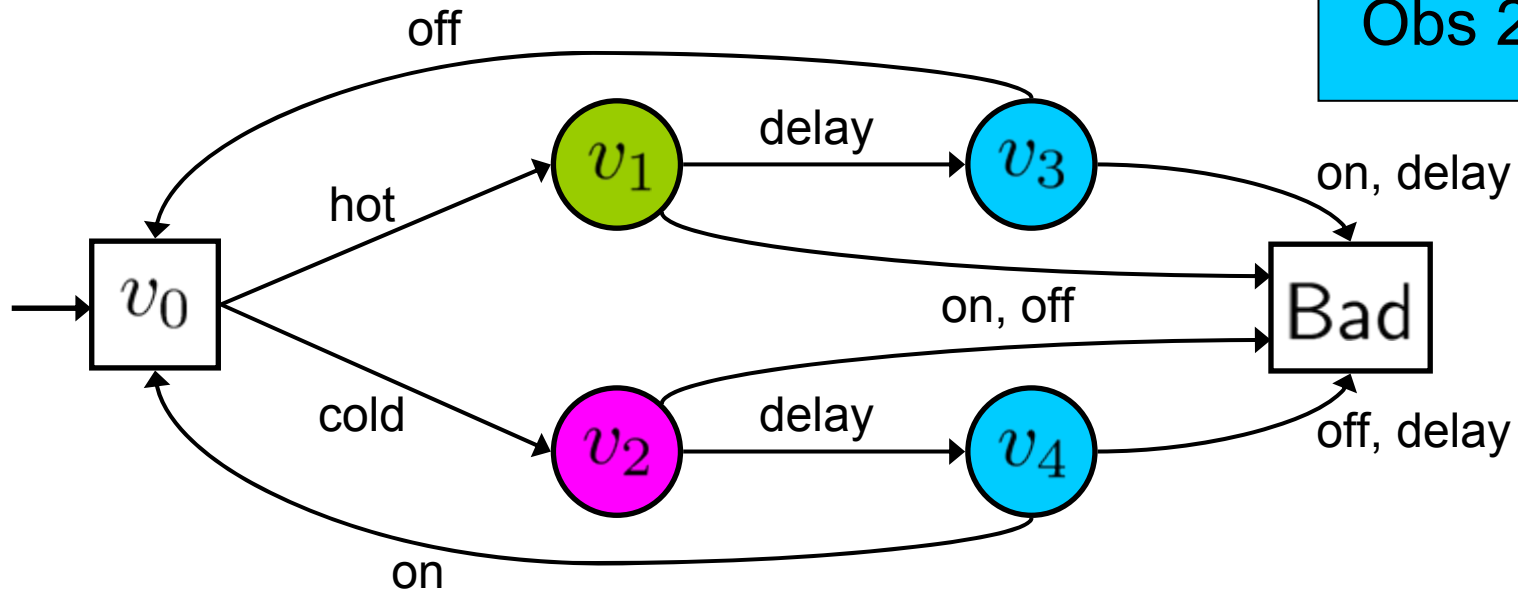 Obs 2
off
delay
v₁
v₃
on, delay
hot
v₀
Bad
on, off
cold
delay
v₂
v₄
off, delay
on